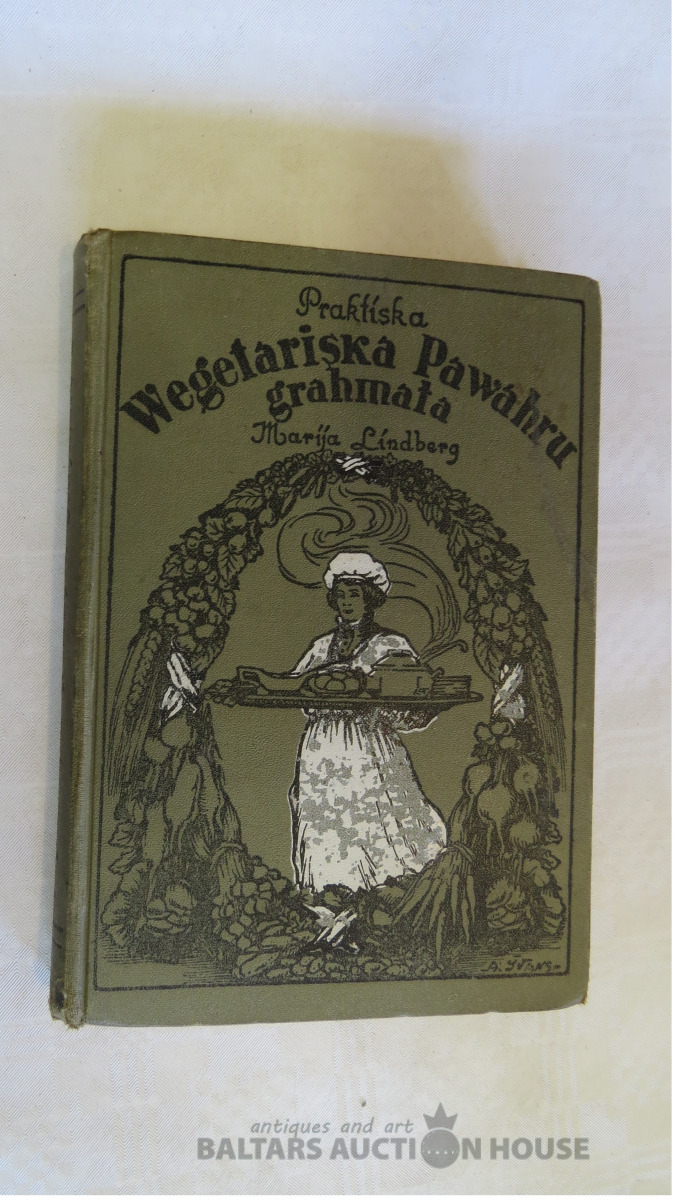 Praktiska
Wegetariska Pawahru
grahmata
Marija Lindberg
antiques and art
BALTARS AUCTION HOUSE